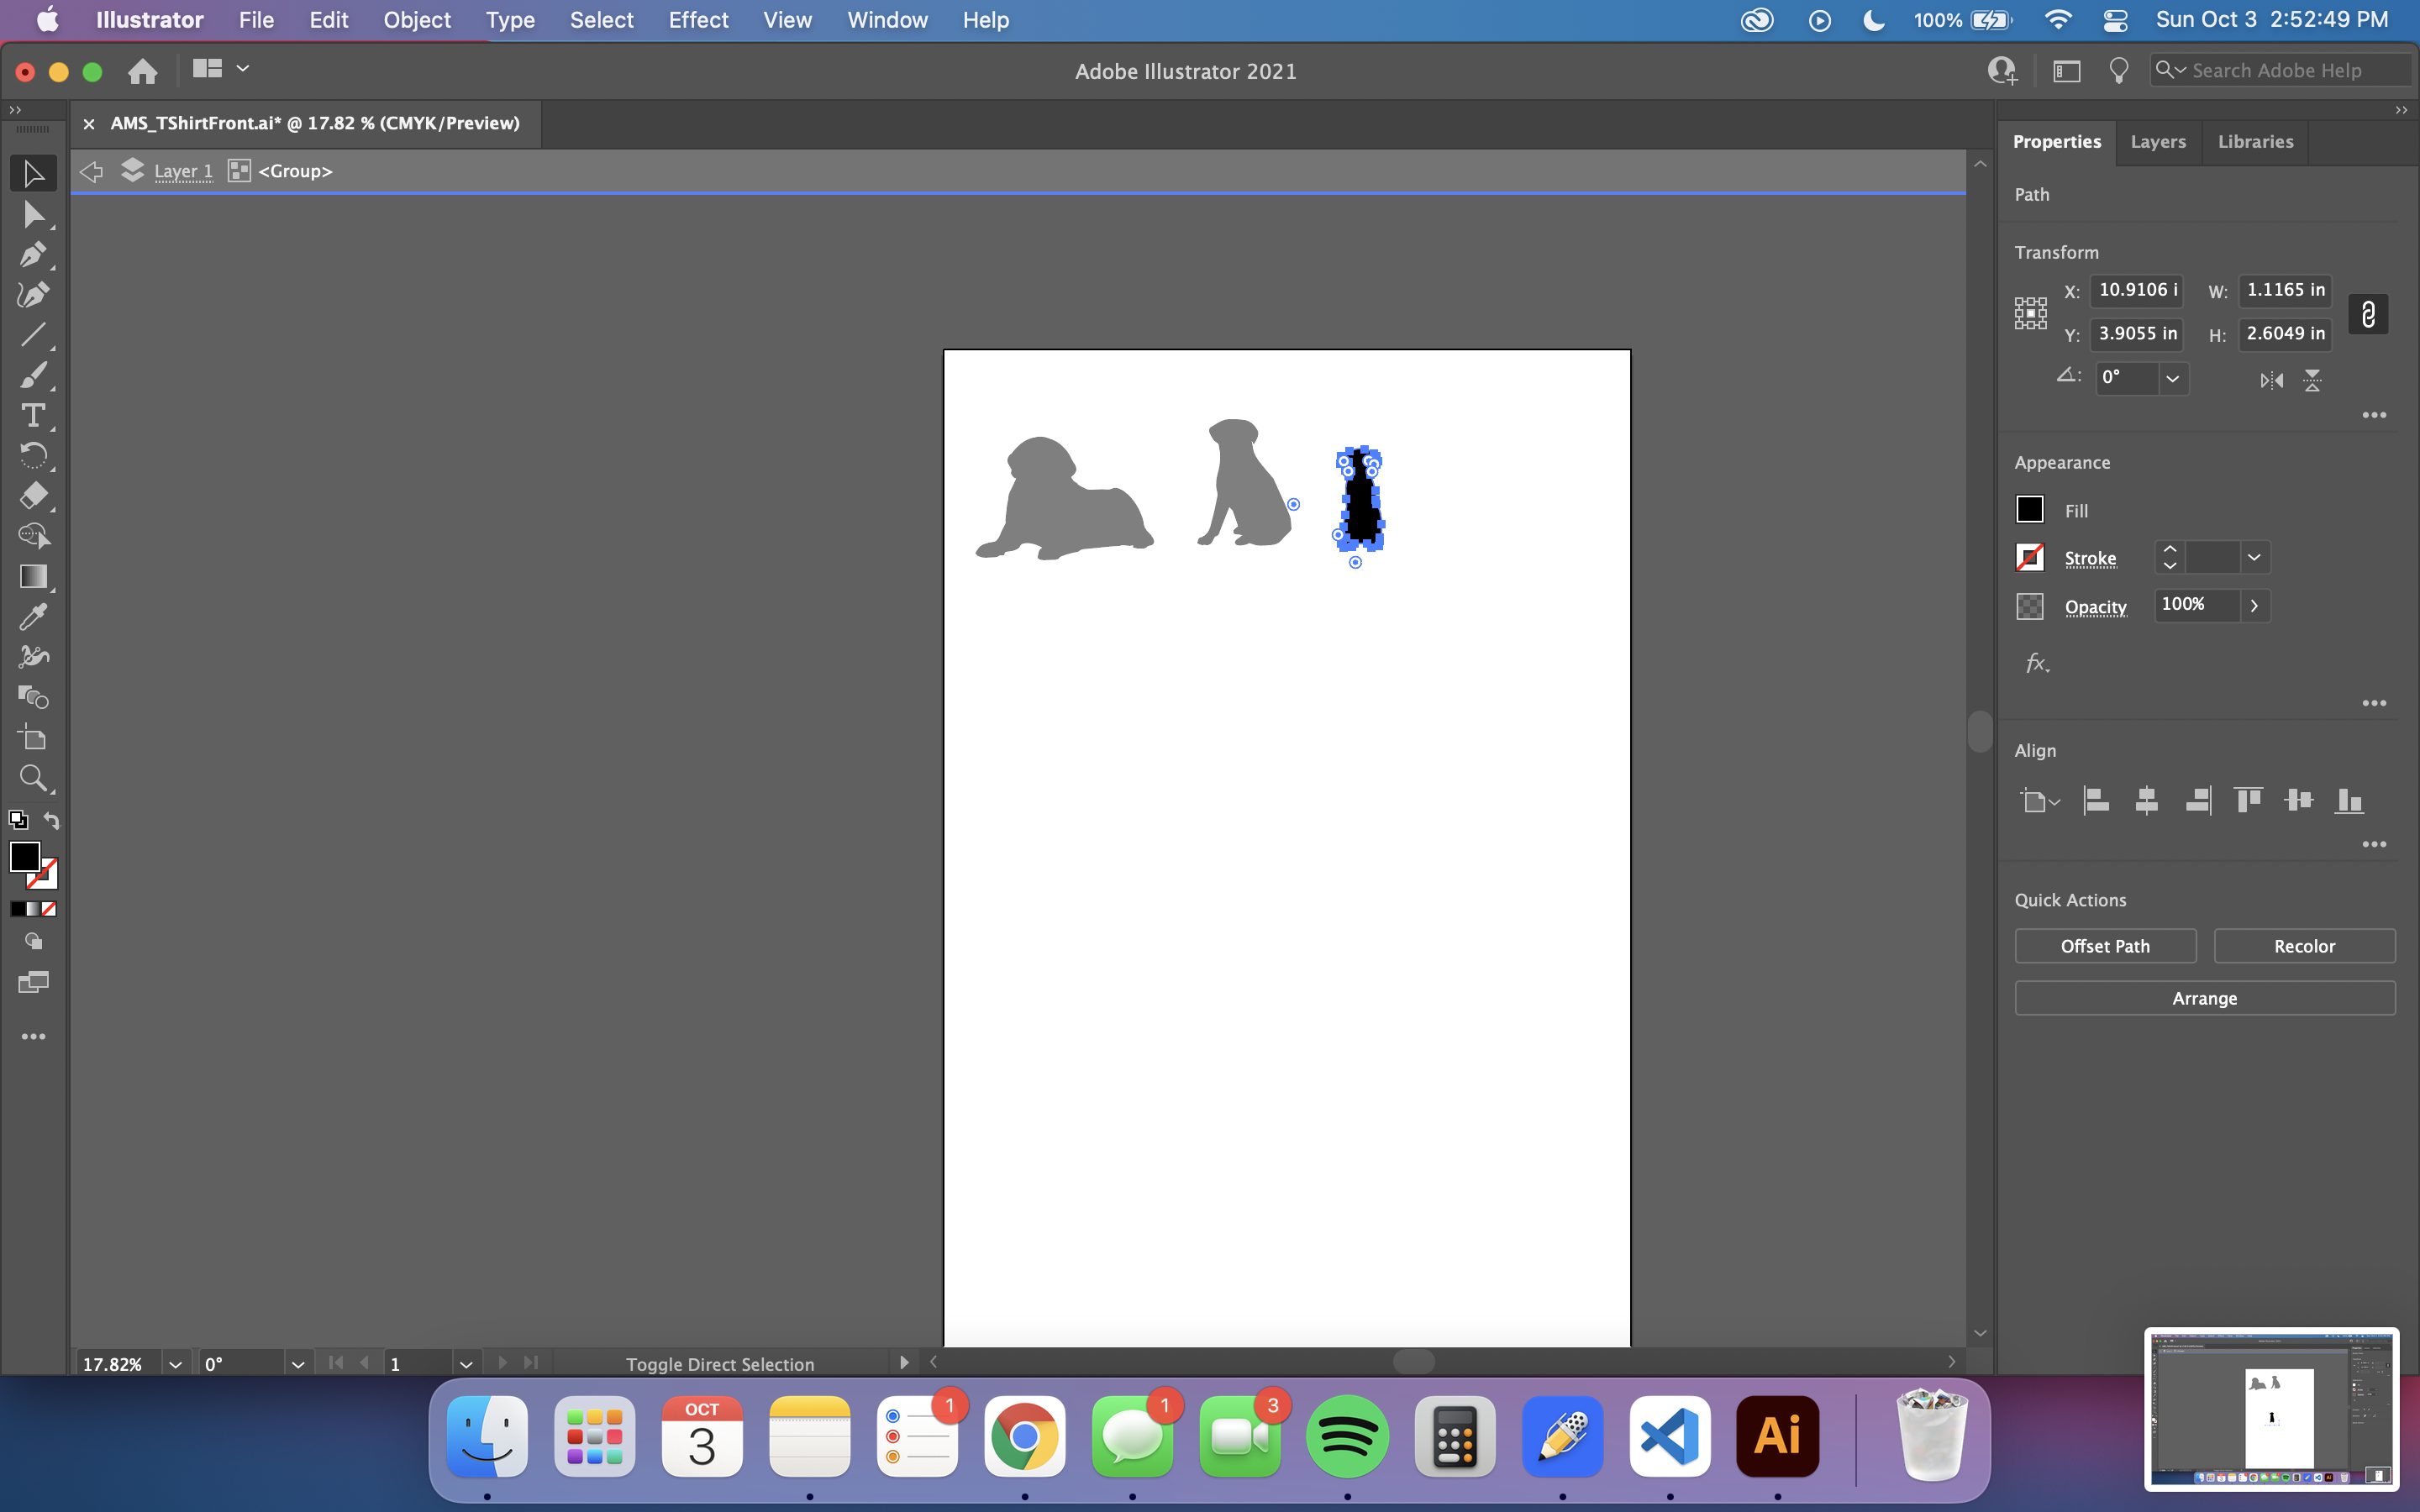 Illustrator File Edit Object Type Select Effect View Window Help 100% Sun Oct 3 2:52:49 PM
Adobe Illustrator 2021 Search Adobe Help
× AMS_TShirtFront.ai* @ 17.82 % (CMYK/Preview)
Layer 1 <Group>
Properties Layers Libraries
Path
Transform
X: 10.9106 i W: 1.1165 in
Y: 3.9055 in H: 2.6049 in
0°
Appearance
Fill
Stroke
Opacity 100%
fx
Align
Quick Actions
Offset Path Recolor
Arrange
17.82% 0° 1 Toggle Direct Selection
OCT
3
1
1
3
Ai